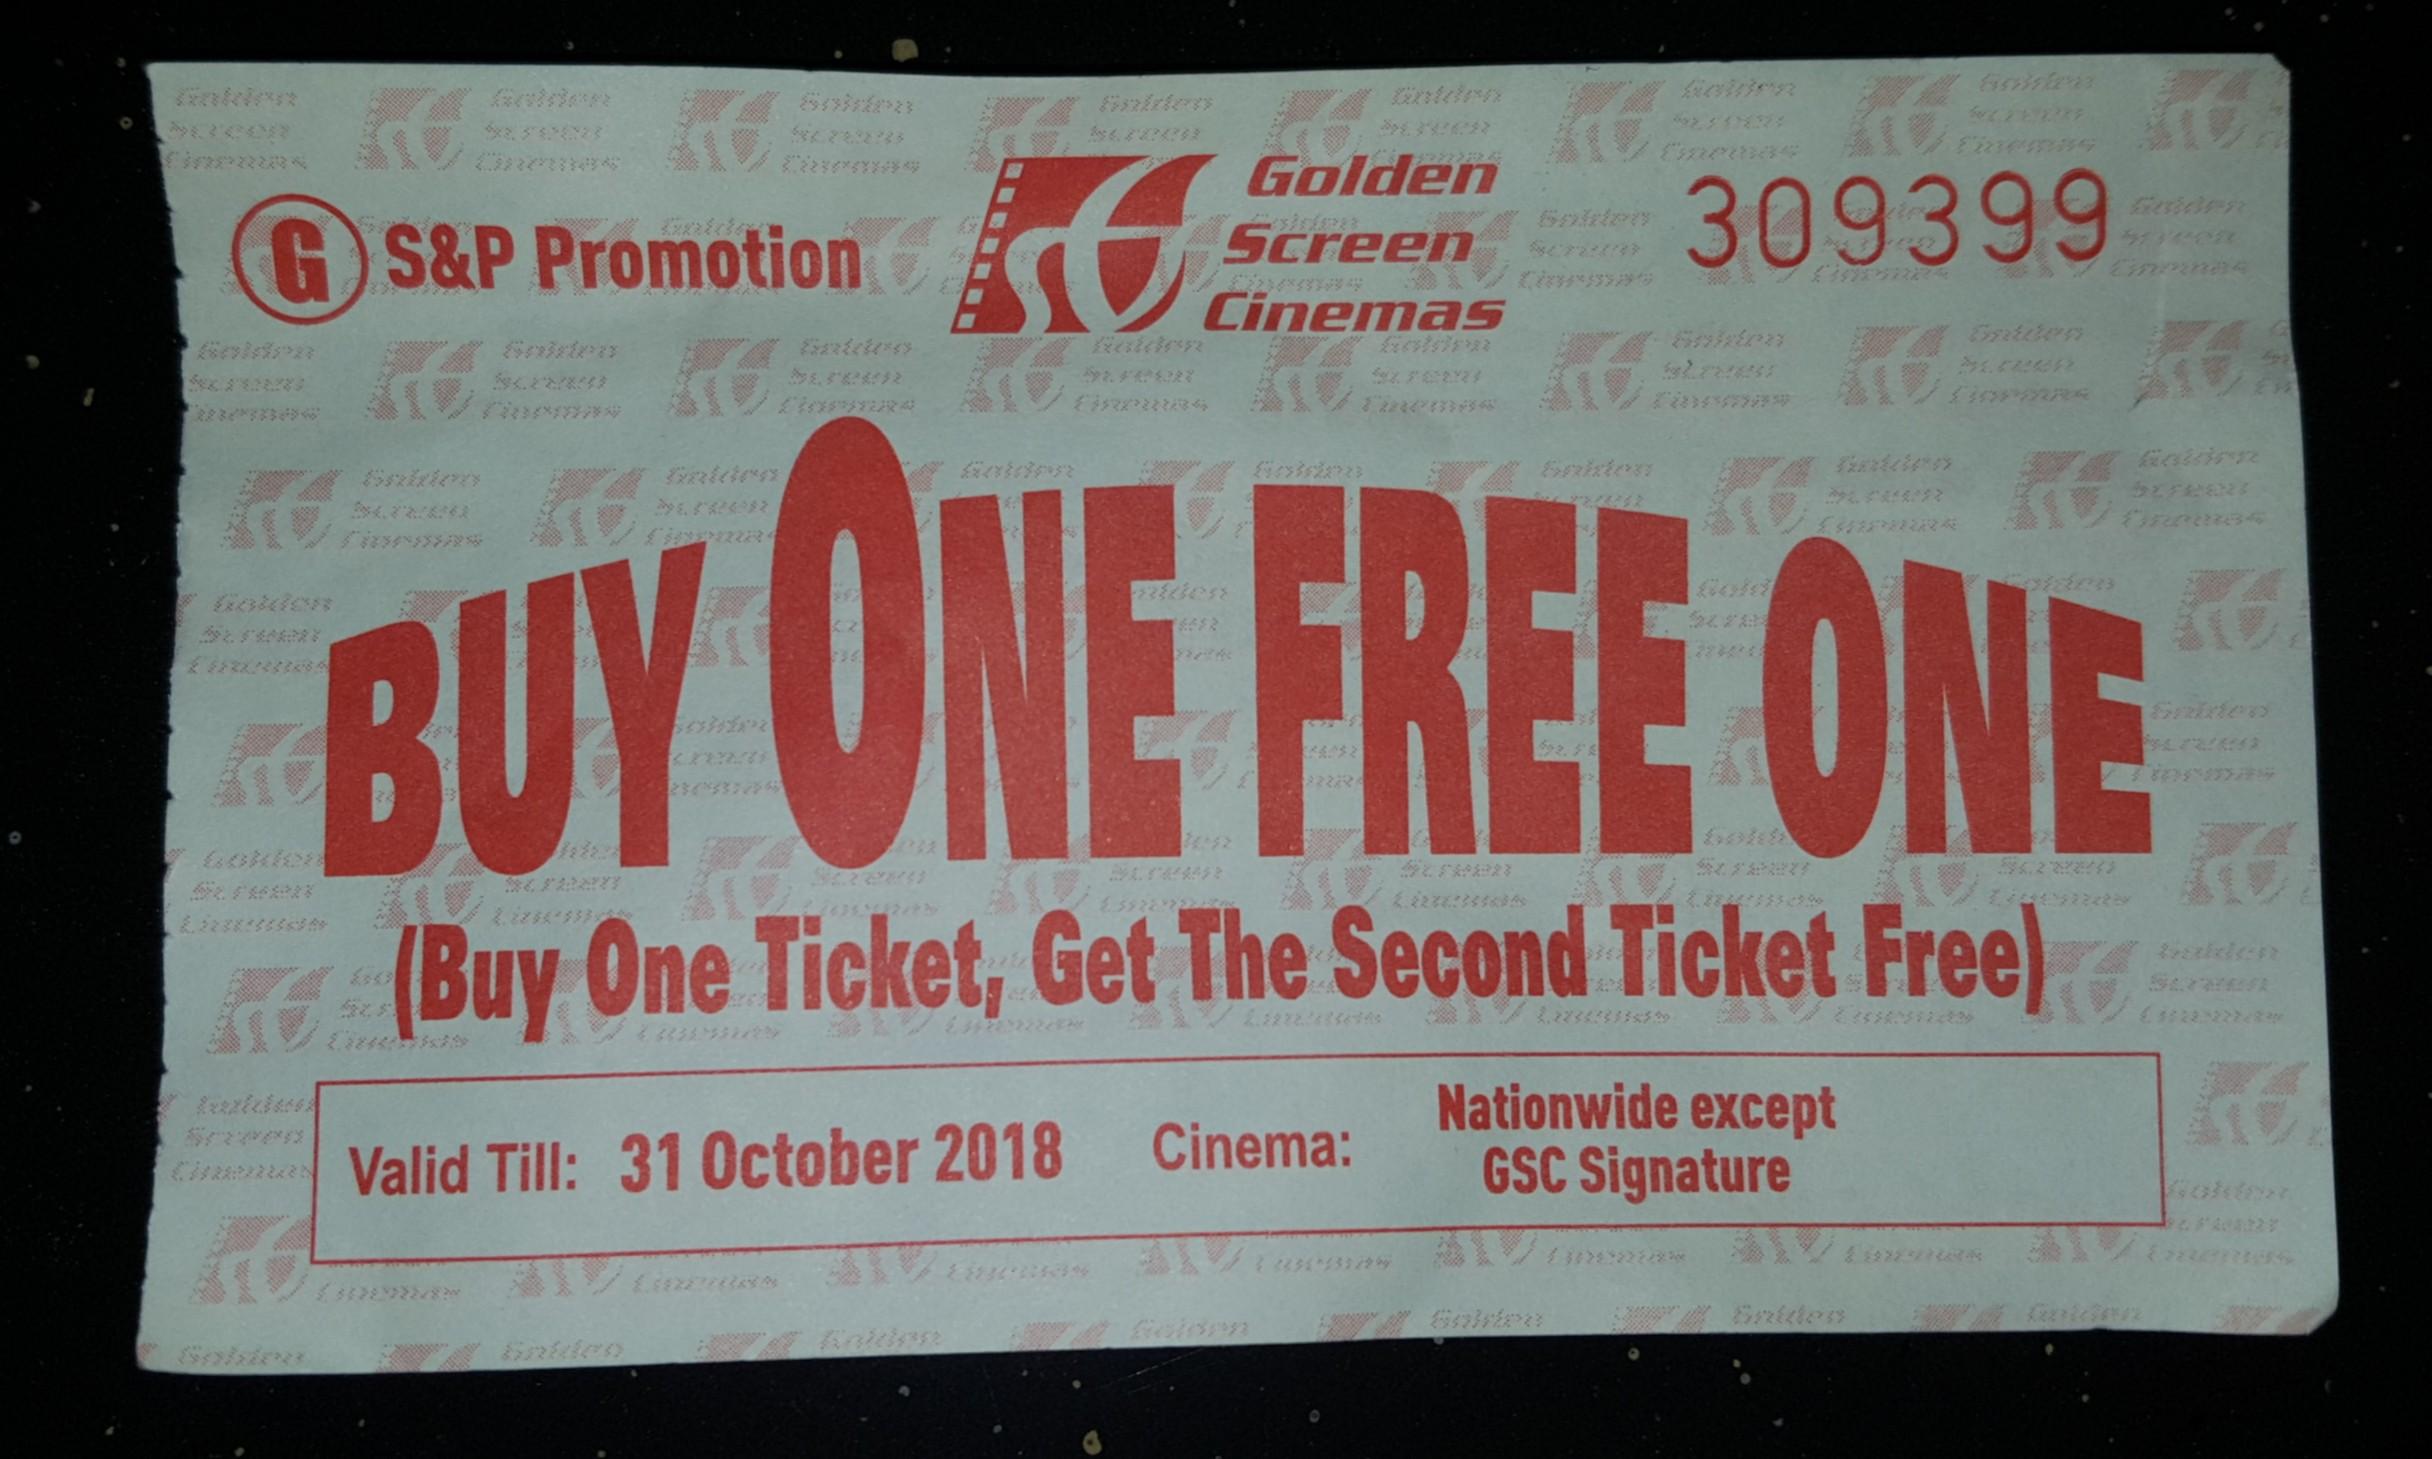 G S&P Promotion
Golden
Screen
Cinemas
309399
BUY ONE FREE ONE
(Buy One Ticket, Get The Second Ticket Free)
Valid Till: 31 October 2018
Cinema: Nationwide except
GSC Signature